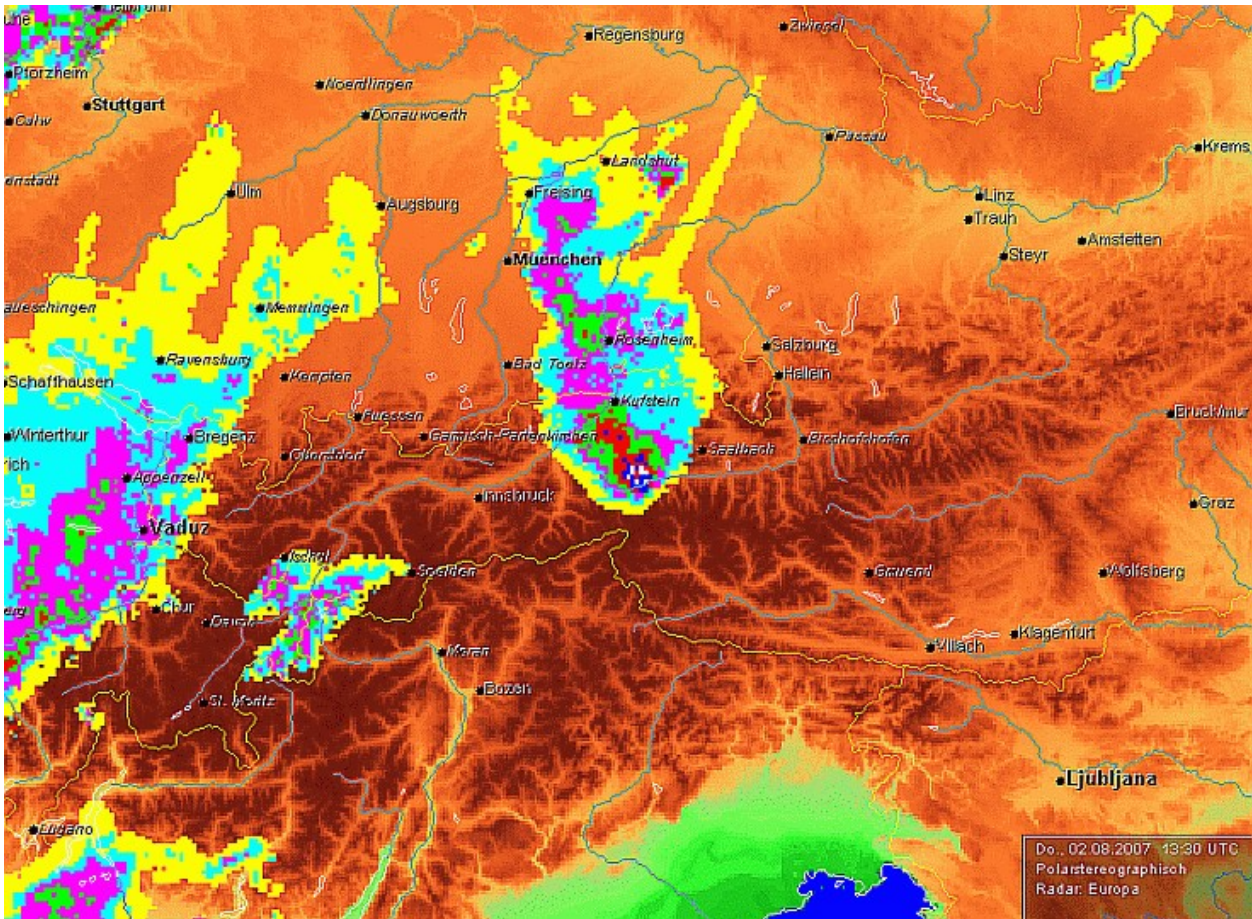 Regensburg
Zwiesel
Pforzheim
Noerdlingen
Stuttgart
Donauwoerth
Calw
Passau
Krems
Landshut
Ulm
Freising
Augsburg
Linz
Traun
Amstetten
Steyr
Muenchen
Memmingen
Rosenheim
Salzburg
Ravensburg
Bad Toelz
Hallein
Kempten
Schaffhausen
Kufstein
Fuessen
Bruck/mur
Winterthur
Bregenz
Garmisch-Partenkirchen
Bischofshofen
Saalbach
Oberstdorf
Appenzell
Innsbruck
Graz
Vaduz
Ischgl
Soelden
Gmuend
Wolfsberg
Chur
Davos
Klagenfurt
Villach
Meran
Bozen
St. Moritz
Ljubljana
Lugano
Do., 02.08.2007, 13:30 UTC
Polarstereographisch
Radar: Europa